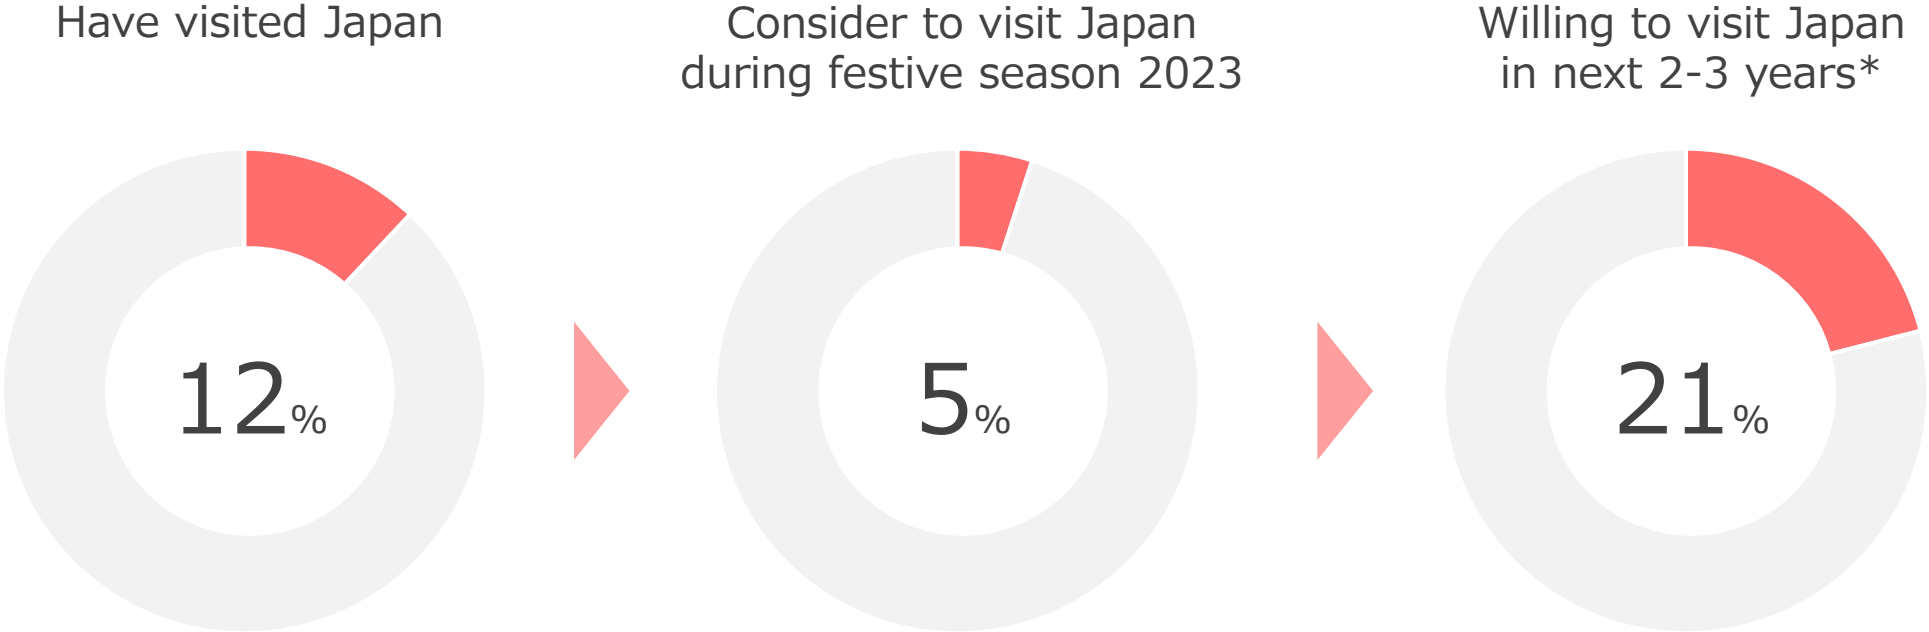 Have visited Japan
Consider to visit Japan
during festive season 2023
Willing to visit Japan
in next 2-3 years*
12%
5%
21%